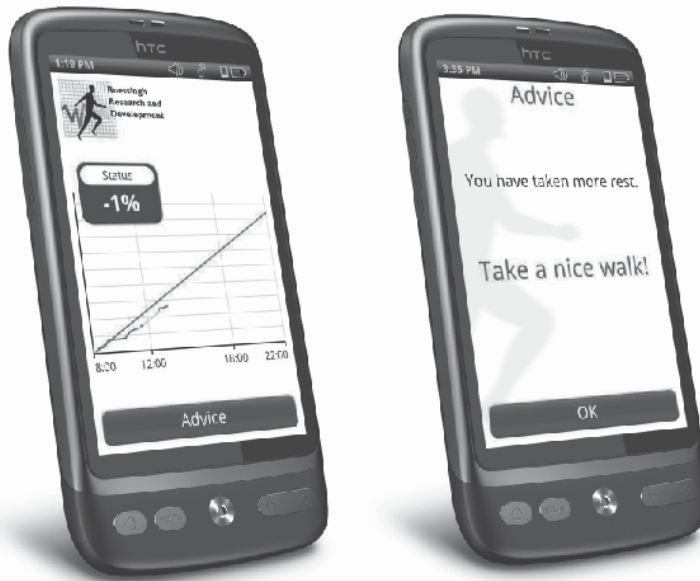 htc
1:19 PM
Roessingh
Research and
Development
Status
-1%
8:00 12:00 18:00 22:00
Advice
htc
3:35 PM
Advice
You have taken more rest.
Take a nice walk!
OK